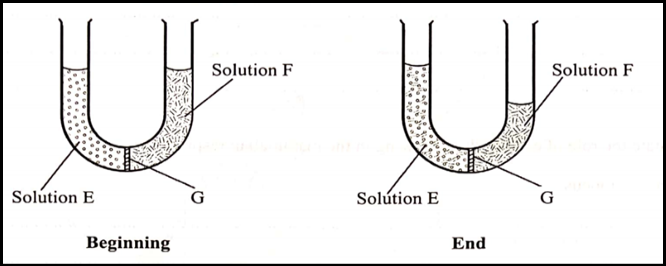 Solution F
Solution E
G
Beginning
Solution F
Solution E
G
End